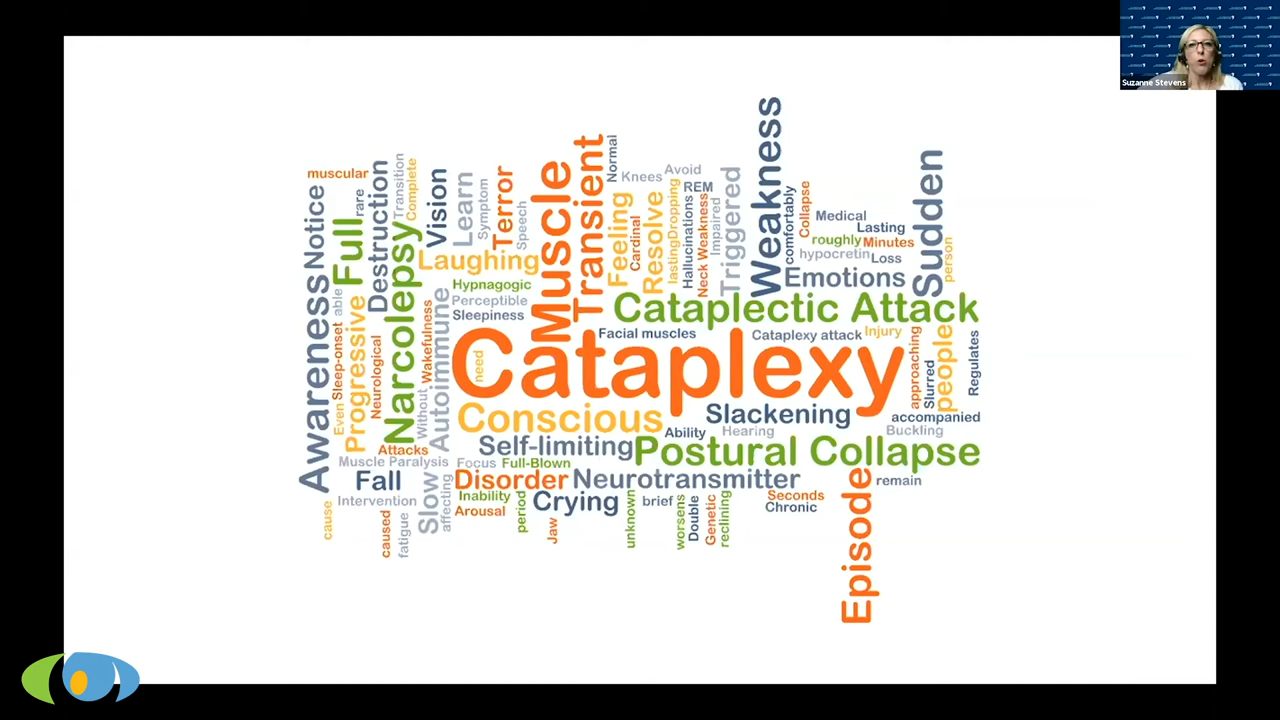 Suzanne Stevens
muscular
Notice
Awareness
cause
able
rare
Full
Even
Sleep-onset
Progressive
Neurological
Destruction
Transition
Complete
Narcolepsy
Vision
Learn
Symptom
Terror
Speech
Laughing
Hypnagogic
Perceptible
Sleepiness
Wakefulness
Autoimmune
Without
Muscle
Transient
Normal
Knees
Avoid
Feeling
Cardinal
Resolve
lasting
Dropping
REM
Hallucinations
Neck Weakness
Impaired
Triggered
Weakness
comfortably
Collapse
Medical
Lasting
roughly
Minutes
hypocretin
Loss
Emotions
Sudden
person
Cataplectic Attack
Facial muscles
Cataplexy attack
Injury
need
Cataplexy
approaching
Slurred
people
Regulates
Conscious
Slackening
accompanied
Ability
Hearing
Buckling
Self-limiting
Postural Collapse
Attacks
Muscle Paralysis
Focus
Full-Blown
Fall
Disorder
Neurotransmitter
remain
Intervention
Slow
affecting
Inability
Arousal
period
Crying
Jaw
unknown
brief
worsens
Double
Genetic
reclining
Seconds
Chronic
Episode
caused
fatigue